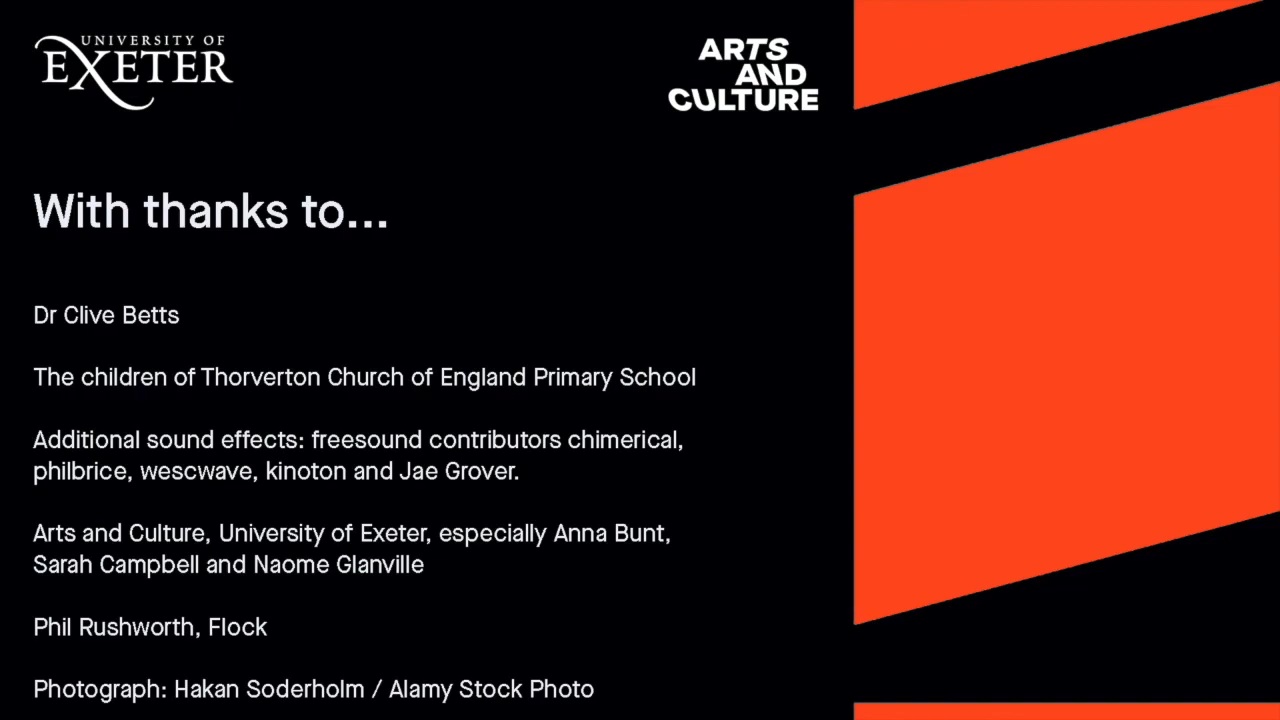 UNIVERSITY OF
EXETER
ARTS
AND
CULTURE
With thanks to...
Dr Clive Betts
The children of Thorverton Church of England Primary School
Additional sound effects: freesound contributors chimerical,
philbrice, wescwave, kinoton and Jae Grover.
Arts and Culture, University of Exeter, especially Anna Bunt,
Sarah Campbell and Naome Glanville
Phil Rushworth, Flock
Photograph: Hakan Soderholm / Alamy Stock Photo